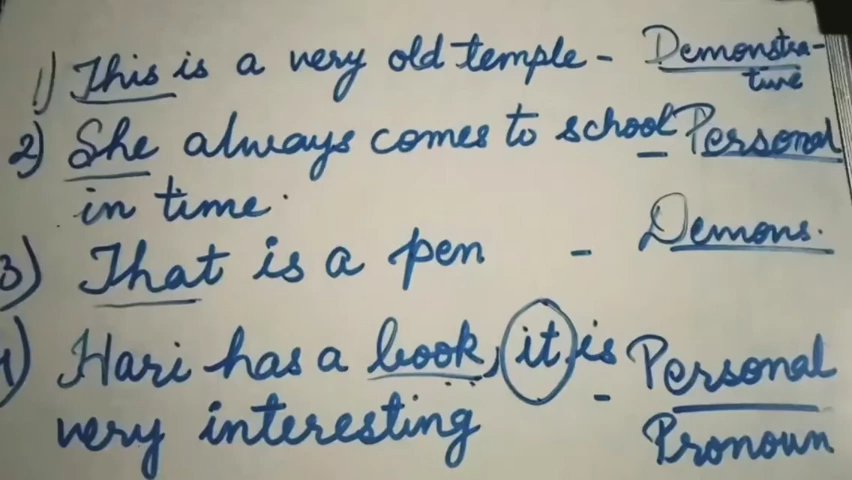 1) This is a very old temple - Demonstra-
tive
2) She always comes to school - Personal
in time.
3) That is a pen - Demons.
4) Hari has a book, it is - Personal
very interesting Pronoun